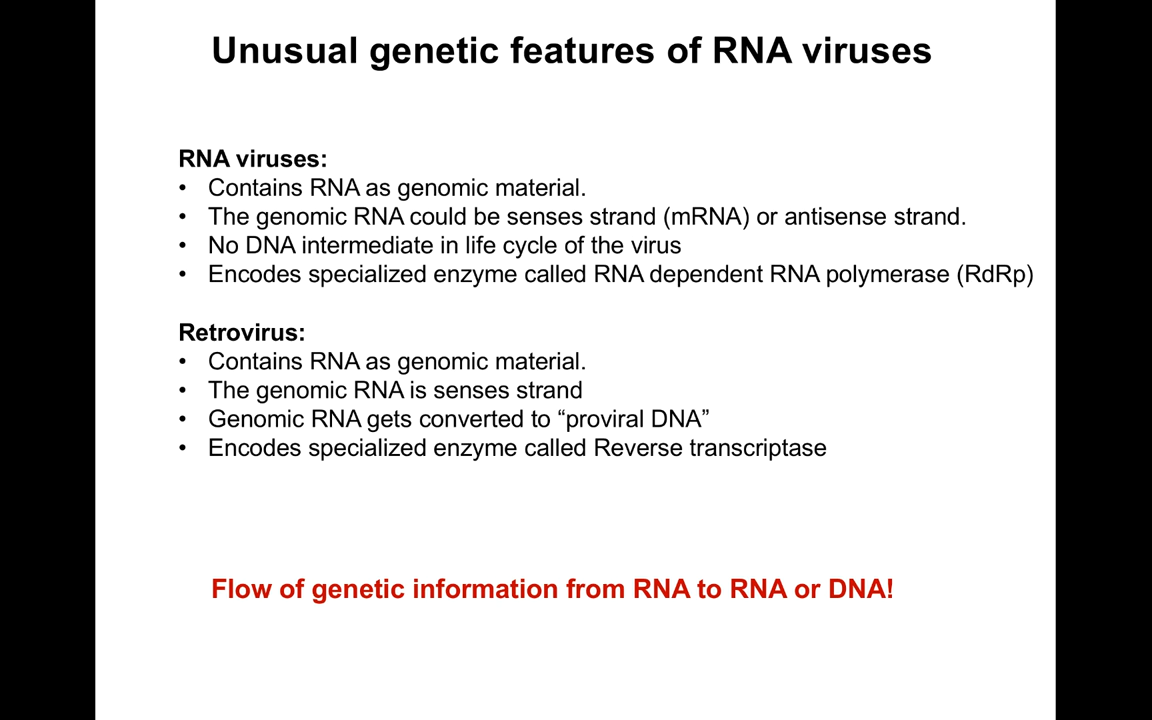 Unusual genetic features of RNA viruses
RNA viruses:
• Contains RNA as genomic material.
• The genomic RNA could be senses strand (mRNA) or antisense strand.
• No DNA intermediate in life cycle of the virus
• Encodes specialized enzyme called RNA dependent RNA polymerase (RdRp)
Retrovirus:
• Contains RNA as genomic material.
• The genomic RNA is senses strand
• Genomic RNA gets converted to “proviral DNA”
• Encodes specialized enzyme called Reverse transcriptase
Flow of genetic information from RNA to RNA or DNA!